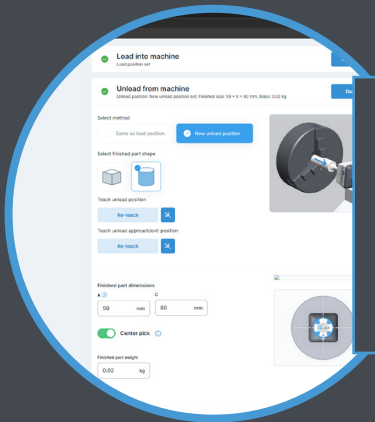 Load into machine
Load position set
Unload from machine
Unload position: New unload position set, Finished size: 59 × 0 × 80 mm, Mass: 0.02 kg
Select method
Same as load position
New unload position
Select finished part shape
Teach unload position
Re-teach
Teach unload approach/exit position
Re-teach
Finished part dimensions
A
C
59 mm
80 mm
Center pick
Finished part weight
0.02 kg